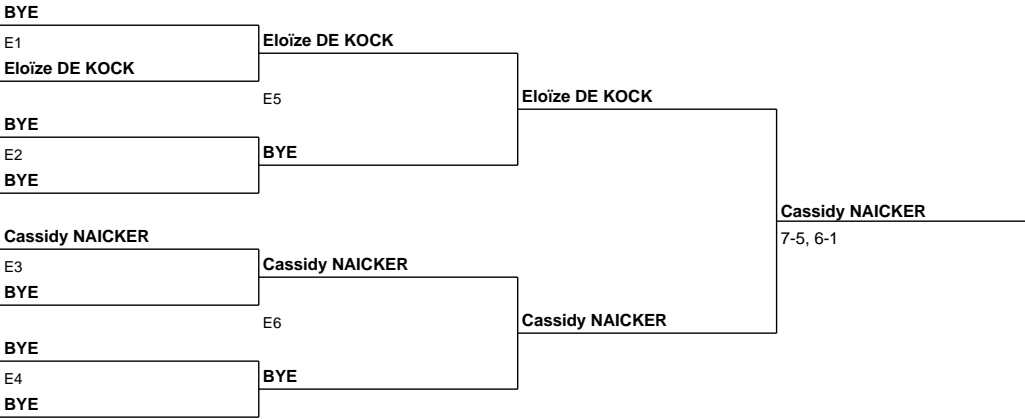 BYE
E1
Eloïze DE KOCK
BYE
E2
BYE
Cassidy NAICKER
E3
BYE
BYE
E4
BYE
Eloïze DE KOCK
E5
BYE
Cassidy NAICKER
E6
BYE
Eloïze DE KOCK
Cassidy NAICKER
Cassidy NAICKER
7-5, 6-1